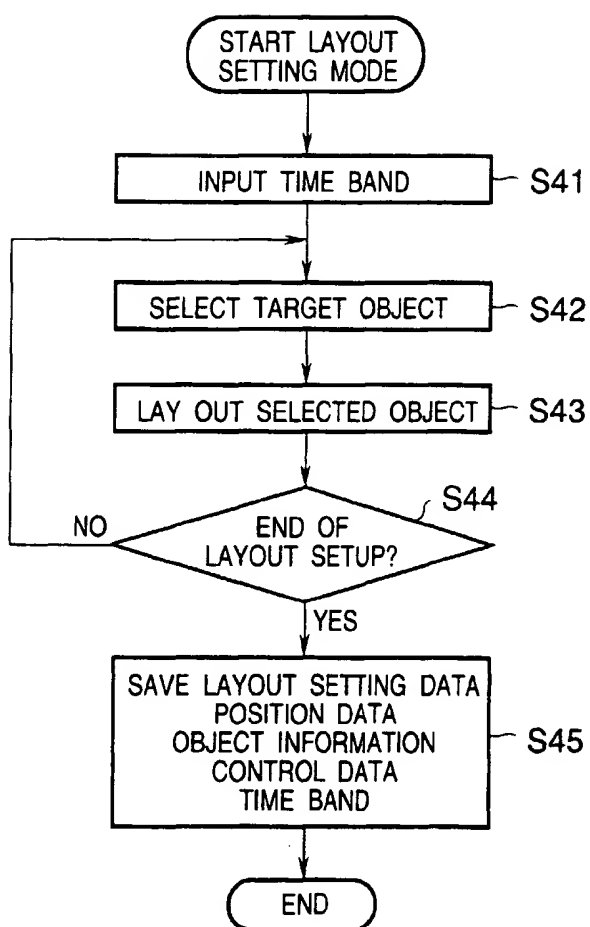 START LAYOUT
SETTING MODE
INPUT TIME BAND
S41
SELECT TARGET OBJECT
S42
LAY OUT SELECTED OBJECT
S43
S44
NO
END OF
LAYOUT SETUP?
YES
SAVE LAYOUT SETTING DATA
POSITION DATA
OBJECT INFORMATION
CONTROL DATA
TIME BAND
S45
END